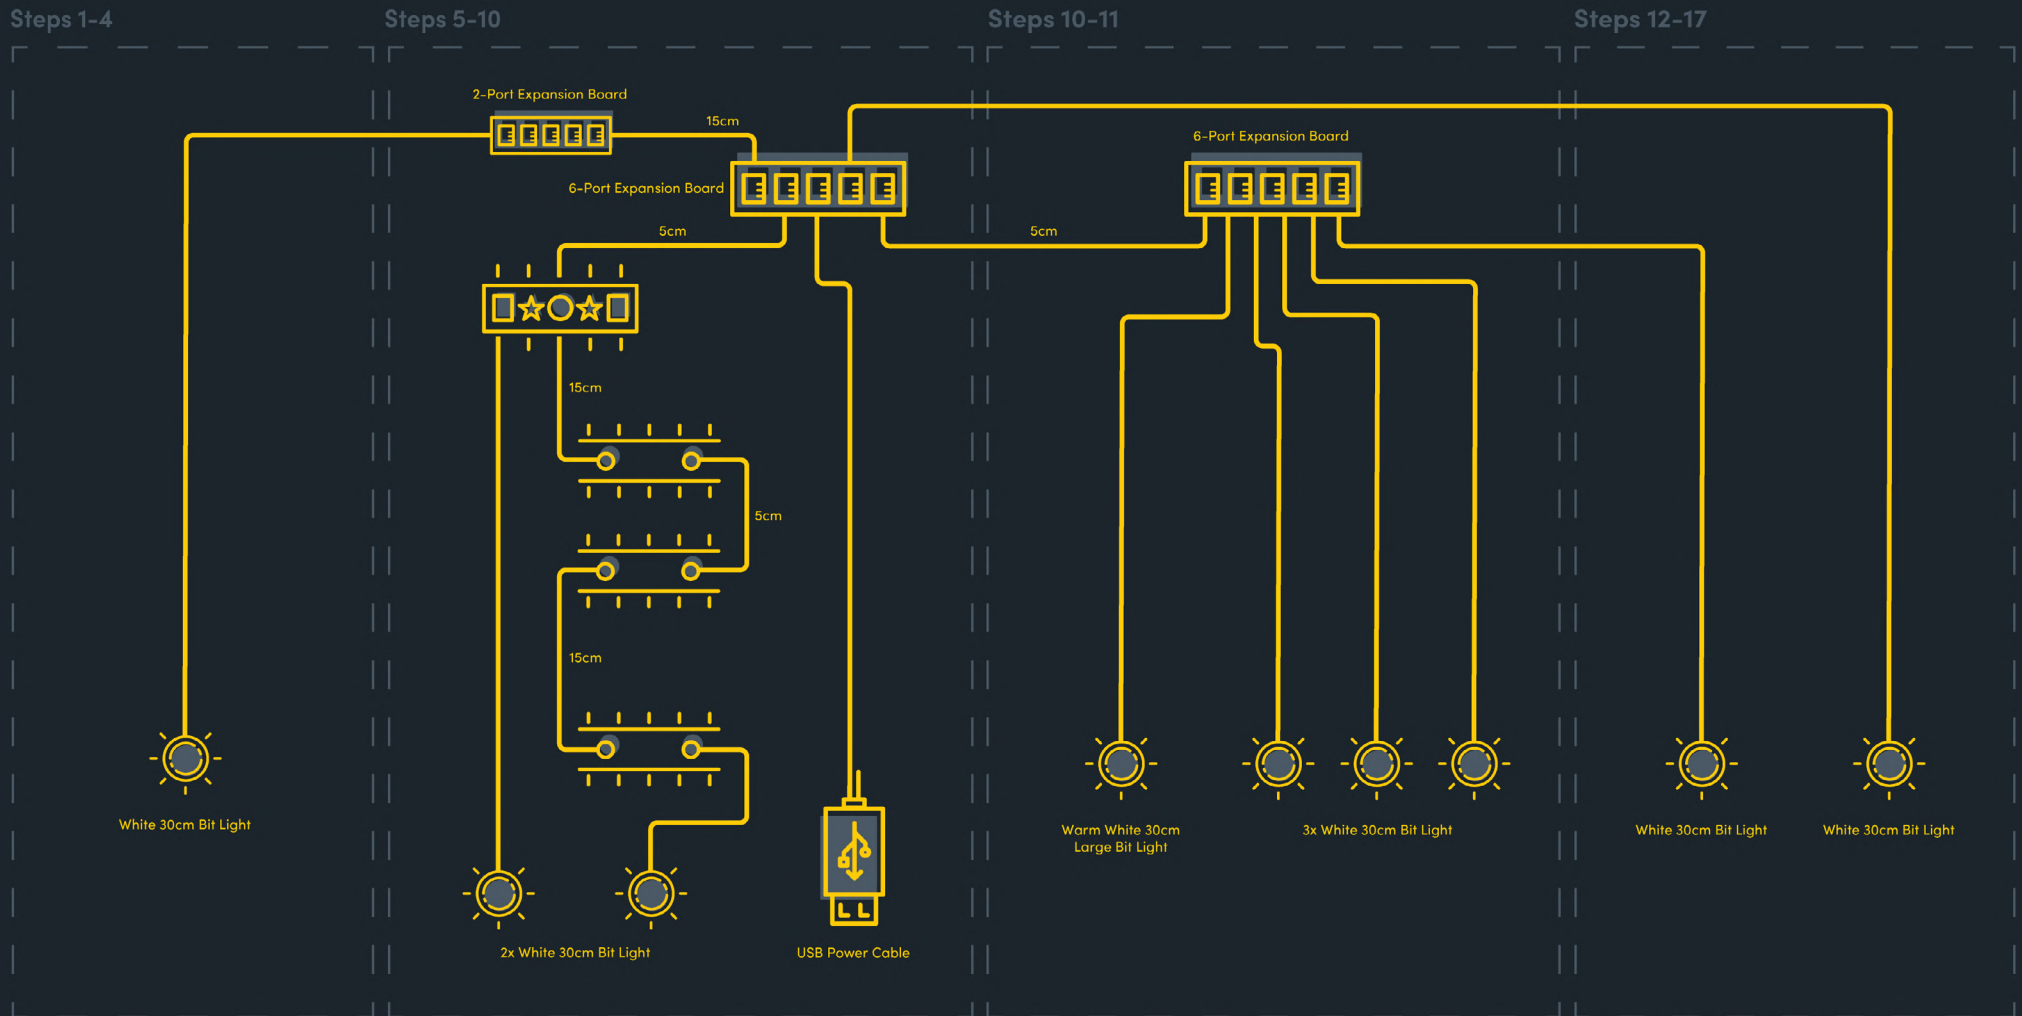 Steps 1-4
Steps 5-10
Steps 10-11
Steps 12-17
2-Port Expansion Board
15cm
6-Port Expansion Board
6-Port Expansion Board
5cm
5cm
15cm
5cm
15cm
White 30cm Bit Light
2x White 30cm Bit Light
USB Power Cable
Warm White 30cm
Large Bit Light
3x White 30cm Bit Light
White 30cm Bit Light
White 30cm Bit Light